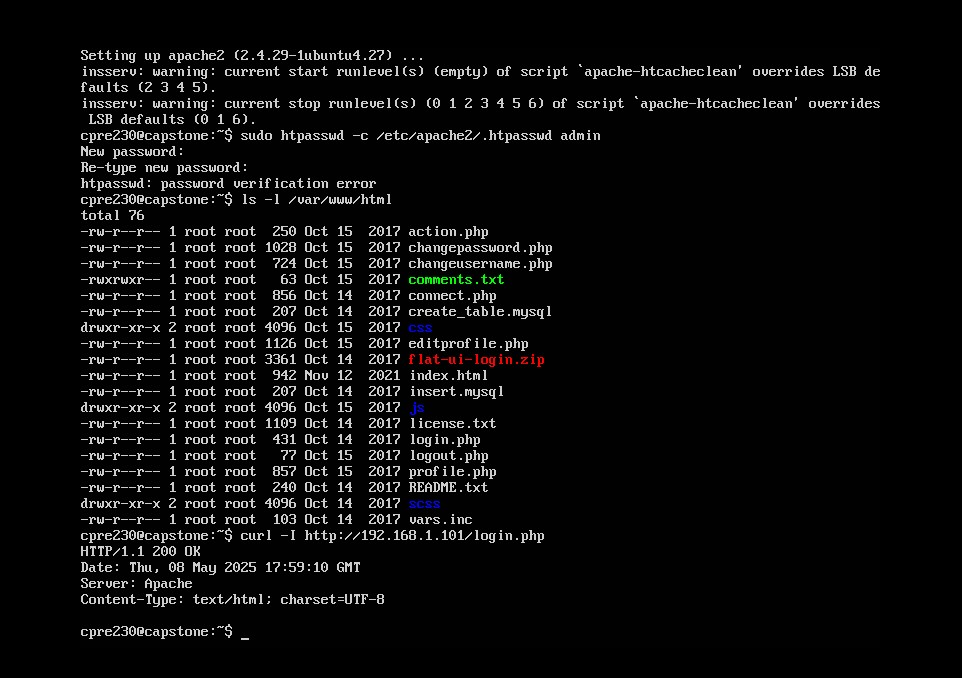 Setting up apache2 (2.4.29-1ubuntu4.27) ...
insserv: warning: current start runlevel(s) (empty) of script `apache-htcacheclean' overrides LSB de
faults (2 3 4 5).
insserv: warning: current stop runlevel(s) (0 1 2 3 4 5 6) of script `apache-htcacheclean' overrides
 LSB defaults (0 1 6).
cpre230@capstone:~$ sudo htpasswd -c /etc/apache2/.htpasswd admin
New password:
Re-type new password:
htpasswd: password verification error
cpre230@capstone:~$ ls -l /var/www/html
total 76
-rw-r--r-- 1 root root  250 Oct 15  2017 action.php
-rw-r--r-- 1 root root 1028 Oct 15  2017 changepassword.php
-rw-r--r-- 1 root root  724 Oct 15  2017 changeusername.php
-rwxrwxr-- 1 root root   63 Oct 15  2017 comments.txt
-rw-r--r-- 1 root root  856 Oct 14  2017 connect.php
-rw-r--r-- 1 root root  207 Oct 14  2017 create_table.mysql
drwxr-xr-x 2 root root 4096 Oct 15  2017 css
-rw-r--r-- 1 root root 1126 Oct 15  2017 editprofile.php
-rw-r--r-- 1 root root 3361 Oct 14  2017 flat-ui-login.zip
-rw-r--r-- 1 root root  942 Nov 12  2021 index.html
-rw-r--r-- 1 root root  207 Oct 14  2017 insert.mysql
drwxr-xr-x 2 root root 4096 Oct 15  2017 js
-rw-r--r-- 1 root root 1109 Oct 14  2017 license.txt
-rw-r--r-- 1 root root  431 Oct 14  2017 login.php
-rw-r--r-- 1 root root   77 Oct 15  2017 logout.php
-rw-r--r-- 1 root root  857 Oct 15  2017 profile.php
-rw-r--r-- 1 root root  240 Oct 14  2017 README.txt
drwxr-xr-x 2 root root 4096 Oct 14  2017 scss
-rw-r--r-- 1 root root  103 Oct 14  2017 vars.inc
cpre230@capstone:~$ curl -I http://192.168.1.101/login.php
HTTP/1.1 200 OK
Date: Thu, 08 May 2025 17:59:10 GMT
Server: Apache
Content-Type: text/html; charset=UTF-8

cpre230@capstone:~$ _